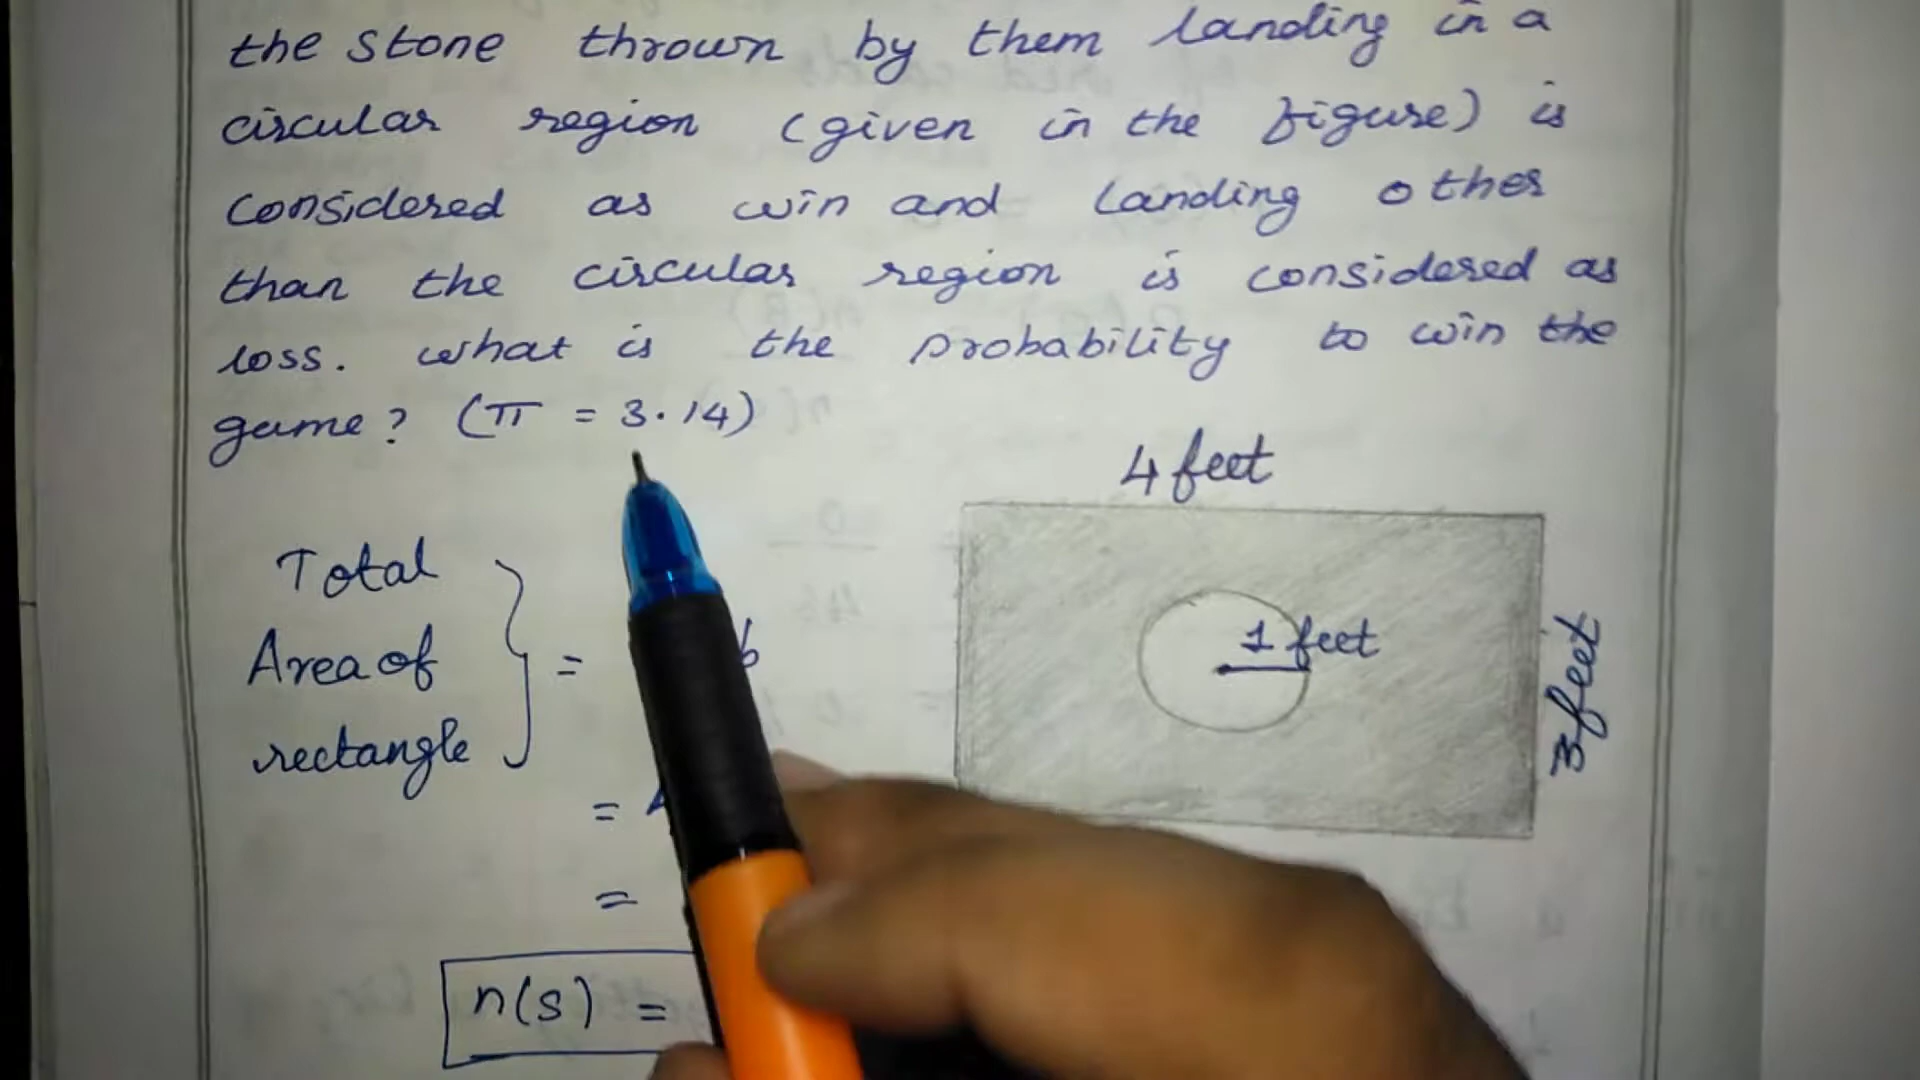 the stone thrown by them landing in a
circular region (given in the figure) is
considered as win and landing other
than the circular region is considered as
loss. what is the probability to win the
game? (π = 3.14)
4 feet
Total
Area of
rectangle
=
b
1 feet
3 feet
=
=
n(s) =